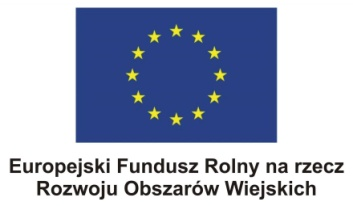 Europejski Fundusz Rolny na rzecz
Rozwoju Obszarów Wiejskich